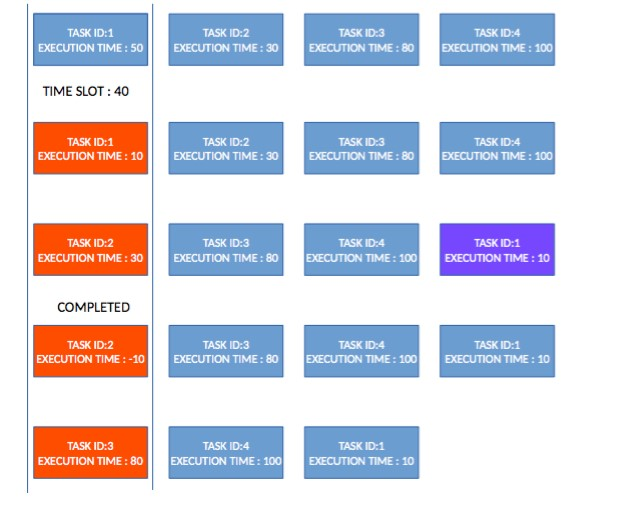 TASK ID:1
EXECUTION TIME : 50
TASK ID:2
EXECUTION TIME : 30
TASK ID:3
EXECUTION TIME : 80
TASK ID:4
EXECUTION TIME : 100
TIME SLOT : 40
TASK ID:1
EXECUTION TIME : 10
TASK ID:2
EXECUTION TIME : 30
TASK ID:3
EXECUTION TIME : 80
TASK ID:4
EXECUTION TIME : 100
TASK ID:2
EXECUTION TIME : 30
TASK ID:3
EXECUTION TIME : 80
TASK ID:4
EXECUTION TIME : 100
TASK ID:1
EXECUTION TIME : 10
COMPLETED
TASK ID:2
EXECUTION TIME : -10
TASK ID:3
EXECUTION TIME : 80
TASK ID:4
EXECUTION TIME : 100
TASK ID:1
EXECUTION TIME : 10
TASK ID:3
EXECUTION TIME : 80
TASK ID:4
EXECUTION TIME : 100
TASK ID:1
EXECUTION TIME : 10